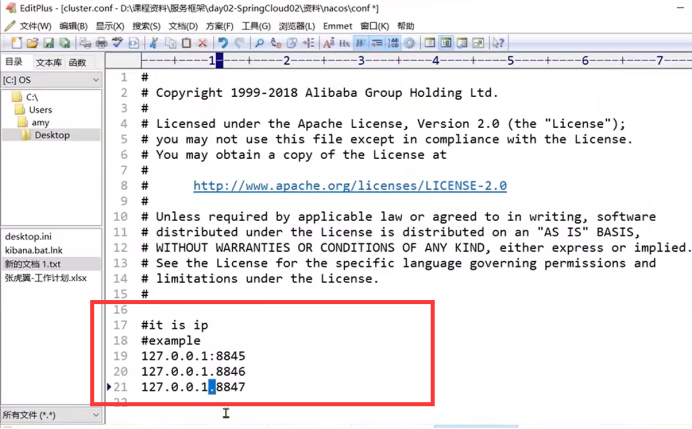 EditPlus - [cluster.conf - D:\课程资料\服务框架\day02-SpringCloud02\资料\nacos\conf *]
文件(W) 编辑(B) 显示(X) 搜索(S) 文档(D) 方案(F) 工具(G) 浏览器(L) Emmet 窗口(K) 帮助
目录 文本库 函数
[C:] OS
C:\
Users
amy
Desktop
desktop.ini
kibana.bat.lnk
新的文档 1.txt
张虎翼-工作计划.xlsx
所有文件 (*.*)
1 2 3 4 5 6 7
1 #
2 # Copyright 1999-2018 Alibaba Group Holding Ltd.
3 #
4 # Licensed under the Apache License, Version 2.0 (the "License");
5 # you may not use this file except in compliance with the License.
6 # You may obtain a copy of the License at
7 #
8 # http://www.apache.org/licenses/LICENSE-2.0
9 #
10 # Unless required by applicable law or agreed to in writing, software
11 # distributed under the License is distributed on an "AS IS" BASIS,
12 # WITHOUT WARRANTIES OR CONDITIONS OF ANY KIND, either express or implied.
13 # See the License for the specific language governing permissions and
14 # limitations under the License.
15 #
16
17 #it is ip
18 #example
19 127.0.0.1:8845
20 127.0.0.1.8846
21 127.0.0.1.8847
22